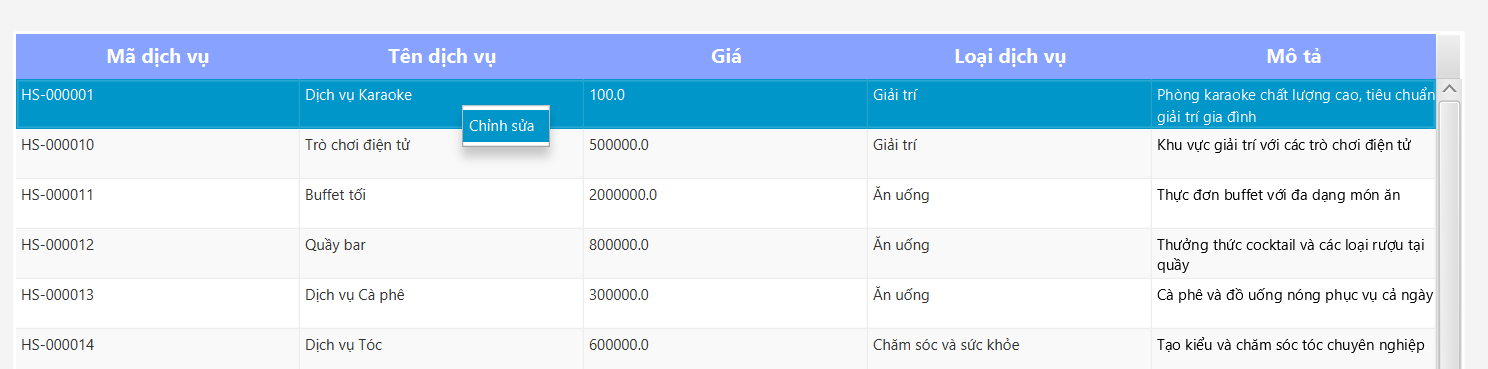 Mã dịch vụ Tên dịch vụ Giá Loại dịch vụ Mô tả
HS-000001 Dịch vụ Karaoke 100.0 Giải trí Phòng karaoke chất lượng cao, tiêu chuẩn
giải trí gia đình
Chỉnh sửa
HS-000010 Trò chơi điện tử 500000.0 Giải trí Khu vực giải trí với các trò chơi điện tử
HS-000011 Buffet tối 2000000.0 Ăn uống Thực đơn buffet với đa dạng món ăn
HS-000012 Quầy bar 800000.0 Ăn uống Thưởng thức cocktail và các loại rượu tại
quầy
HS-000013 Dịch vụ Cà phê 300000.0 Ăn uống Cà phê và đồ uống nóng phục vụ cả ngày
HS-000014 Dịch vụ Tóc 600000.0 Chăm sóc và sức khỏe Tạo kiểu và chăm sóc tóc chuyên nghiệp